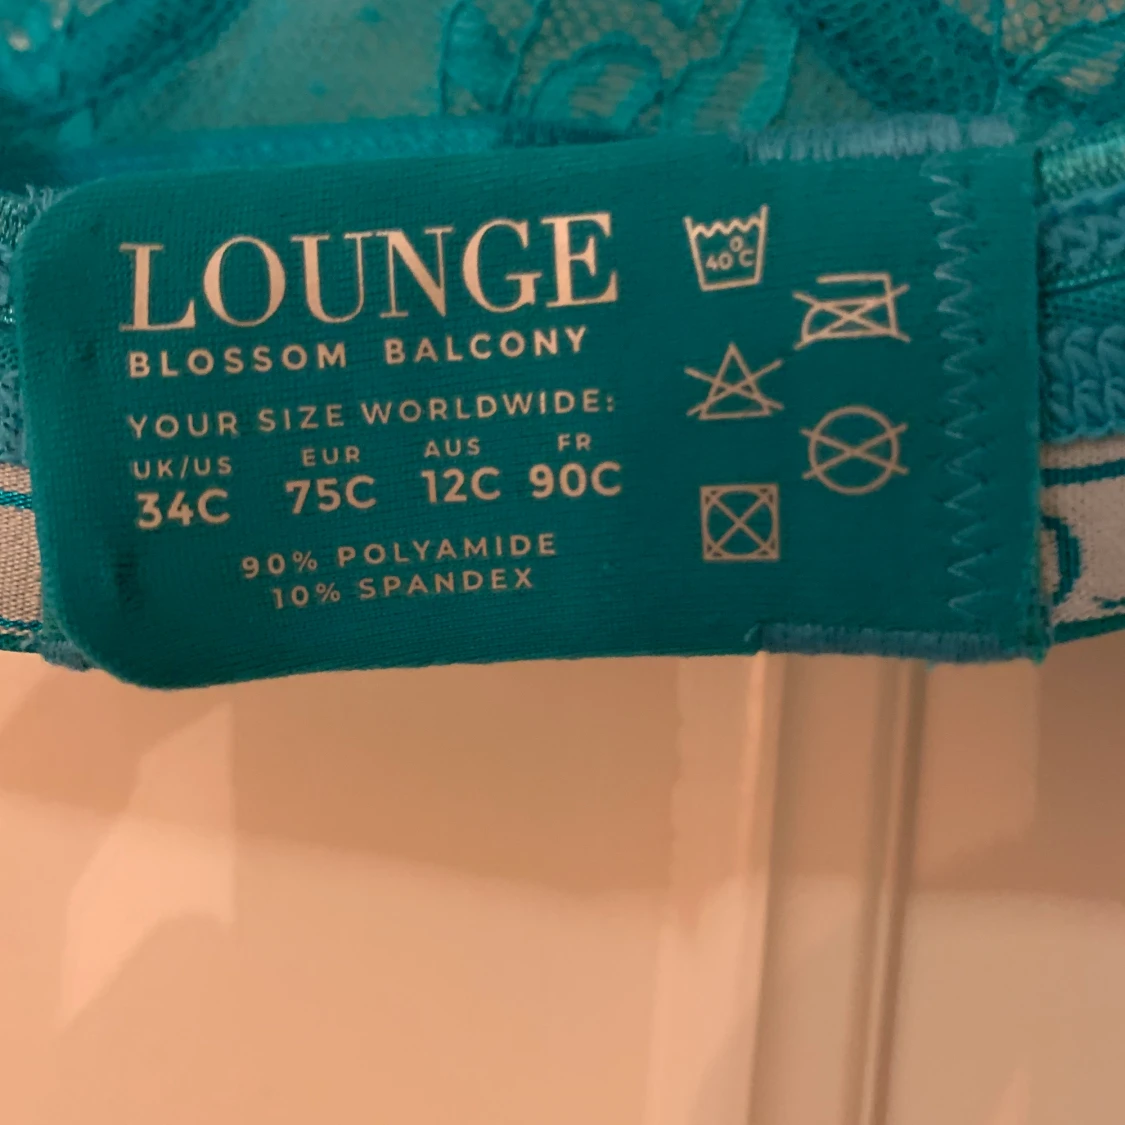 LOUNGE
BLOSSOM BALCONY
YOUR SIZE WORLDWIDE:
UK/US EUR AUS FR
34C 75C 12C 90C
90% POLYAMIDE
10% SPANDEX
40°C